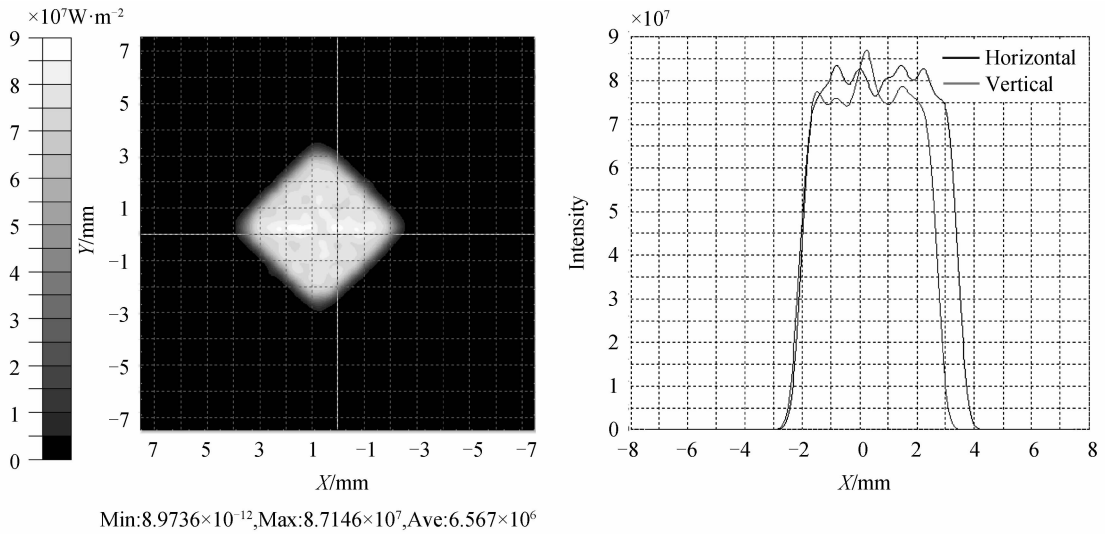 ×10⁷W·m⁻²
9
8
7
6
5
4
3
2
1
0
Y/mm
7
5
3
1
−1
−3
−5
−7
7 5 3 1 −1 −3 −5 −7
X/mm
Min:8.9736×10⁻¹²,Max:8.7146×10⁷,Ave:6.567×10⁶
×10⁷
Intensity
9
8
7
6
5
4
3
2
1
0
Horizontal
Vertical
−8 −6 −4 −2 0 2 4 6 8
X/mm